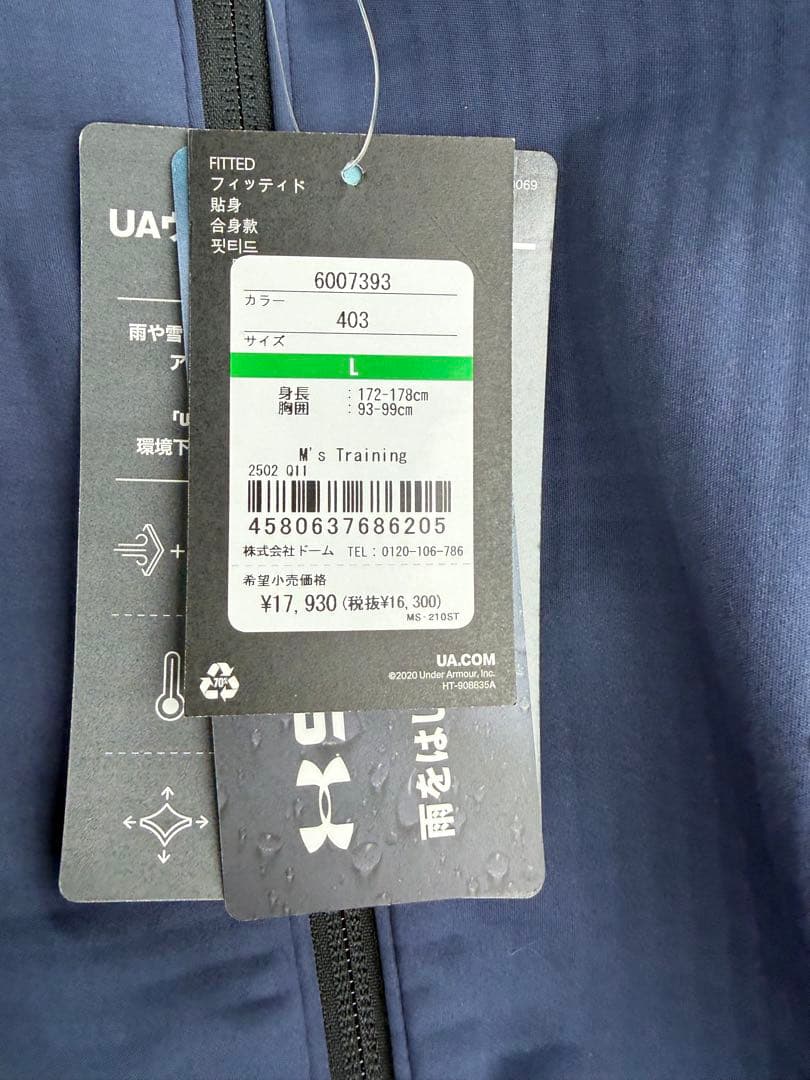 FITTED
フィッティド
貼身
合身款
핏티드
6007393
カラー
403
サイズ
L
身長 :172-178cm
胸囲 :93-99cm
M's Training
2502 Q11
4580637686205
株式会社ドーム TEL:0120-106-786
希望小売価格
¥17,930(税抜¥16,300)
MS-210ST
70%
UA.COM
©2020 Under Armour, Inc.
HT-908835A
UA
雨や雪
ア
環境下
+
069
雨をはじ